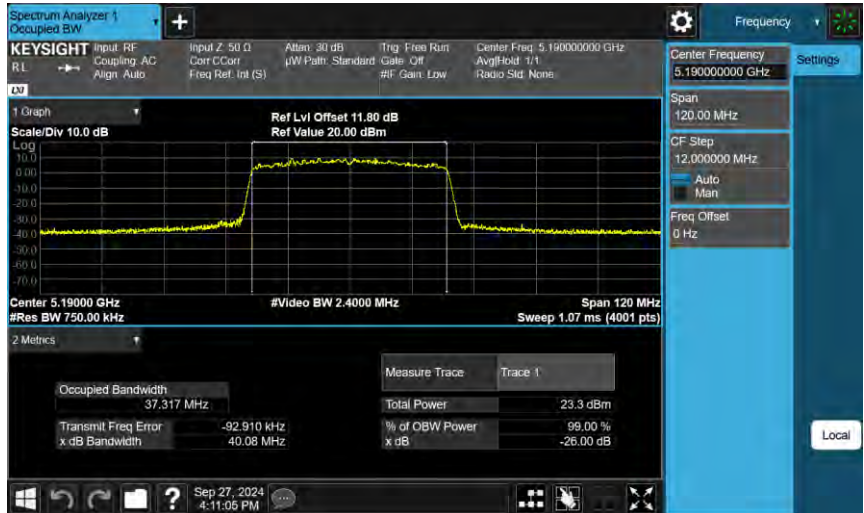 Spectrum Analyzer 1
Occupied BW
Frequency
KEYSIGHT
RL
LXI
Input: RF
Coupling: AC
Align: Auto
Input Z: 50 Ω
Corr CCorr
Freq Ref: Int (S)
Atten: 30 dB
µW Path: Standard
Trig: Free Run
Gate: Off
#IF Gain: Low
Center Freq: 5.190000000 GHz
Avg|Hold: 1/1
Radio Std: None
Center Frequency
5.190000000 GHz
Settings
Span
120.00 MHz
CF Step
12.000000 MHz
Auto
Man
Freq Offset
0 Hz
1 Graph
Scale/Div 10.0 dB
Ref Lvl Offset 11.80 dB
Ref Value 20.00 dBm
Log
10.0
0.00
-10.0
-20.0
-30.0
-40.0
-50.0
-60.0
-70.0
Center 5.19000 GHz
#Res BW 750.00 kHz
#Video BW 2.4000 MHz
Span 120 MHz
Sweep 1.07 ms (4001 pts)
2 Metrics
Measure Trace
Trace 1
Occupied Bandwidth
37.317 MHz
Total Power
23.3 dBm
Transmit Freq Error
-92.910 kHz
% of OBW Power
99.00 %
x dB Bandwidth
40.08 MHz
x dB
-26.00 dB
Local
?
Sep 27, 2024
4:11:05 PM